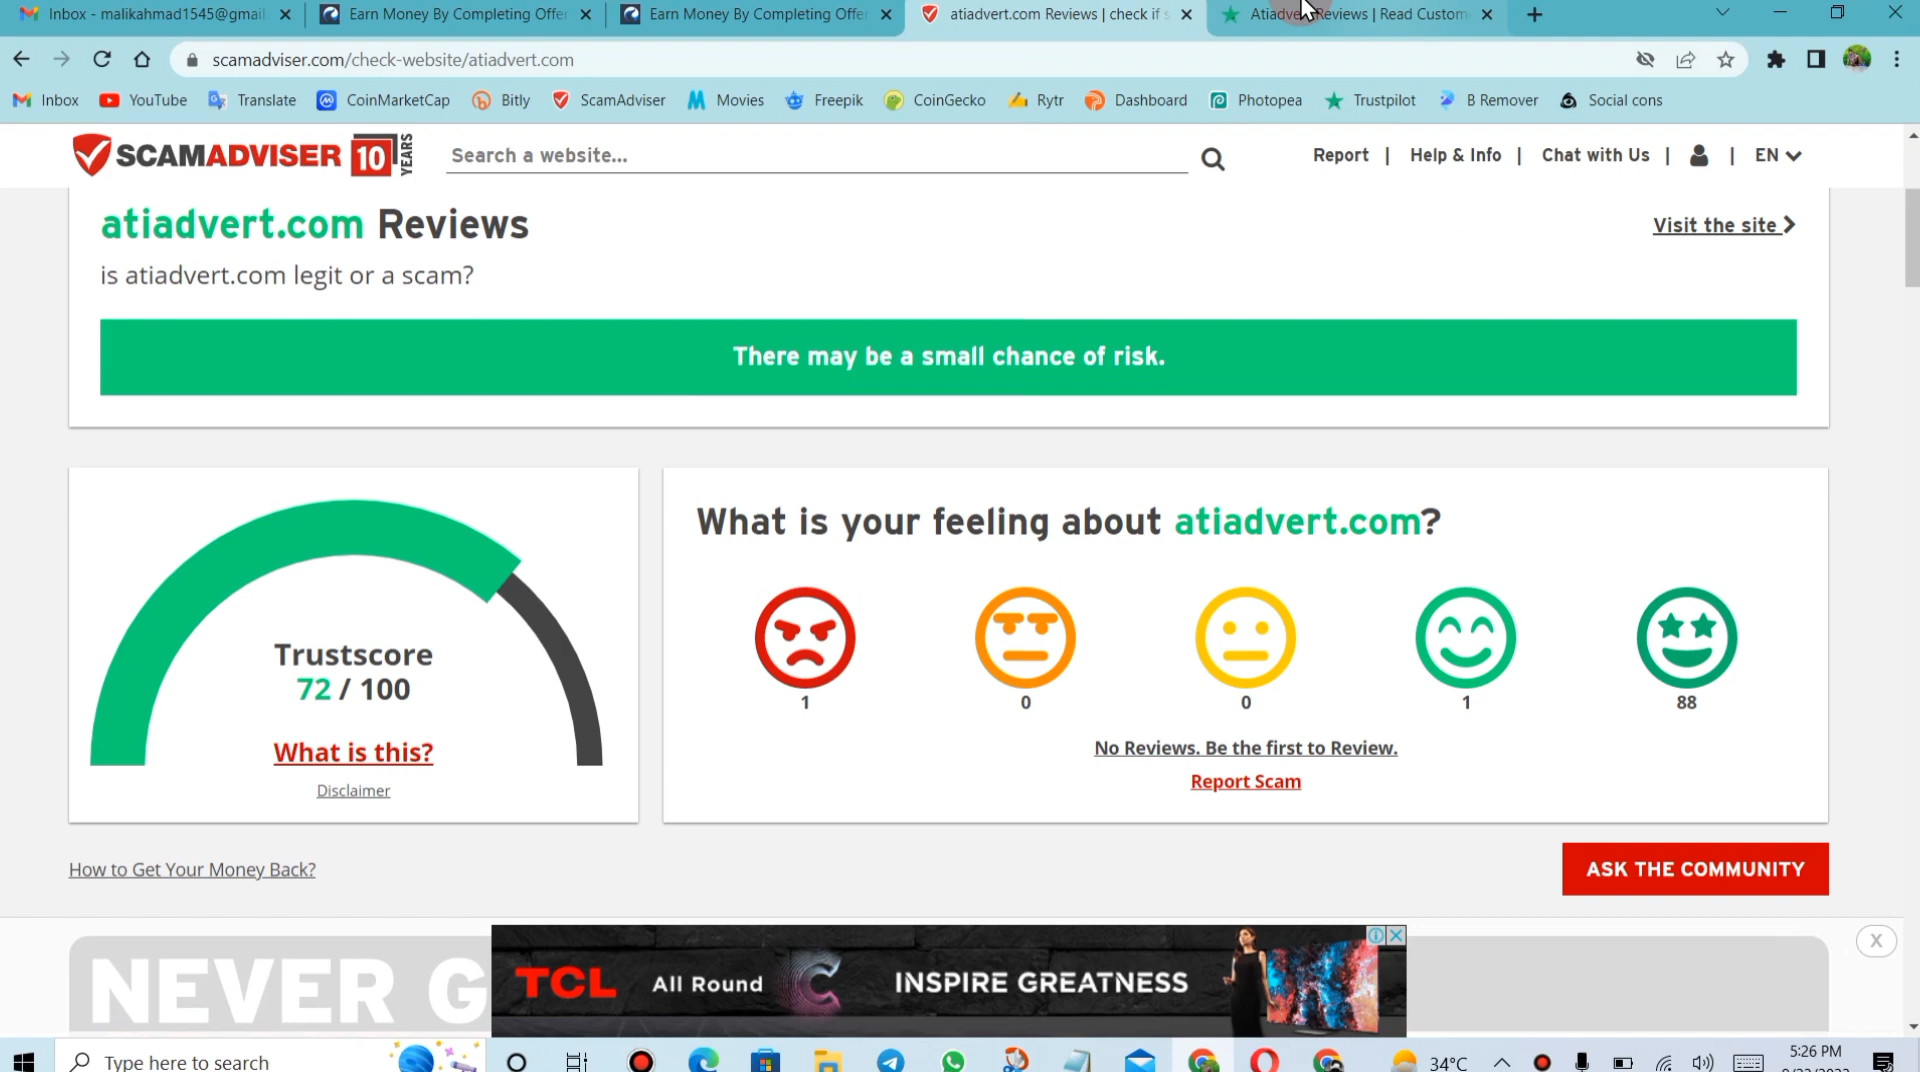 Inbox - malikahmad1545@gmail
Earn Money By Completing Offer
Earn Money By Completing Offer
atiadvert.com Reviews | check if s
Reviews | Read Custom
scamadviser.com/check-website/atiadvert.com
Inbox
YouTube
Translate
CoinMarketCap
Bitly
ScamAdviser
Movies
Freepik
CoinGecko
Rytr
Dashboard
Photopea
Trustpilot
B Remover
Social cons
SCAMADVISER 10 YEARS
Search a website...
Report | Help & Info | Chat with Us | | EN
atiadvert.com Reviews
Visit the site
is atiadvert.com legit or a scam?
There may be a small chance of risk.
Trustscore
72 / 100
What is this?
Disclaimer
What is your feeling about atiadvert.com?
1 0 0 1 88
No Reviews. Be the first to Review.
Report Scam
How to Get Your Money Back?
ASK THE COMMUNITY
X
NEVER G
TCL All Round C INSPIRE GREATNESS
Type here to search
34°C
5:26 PM